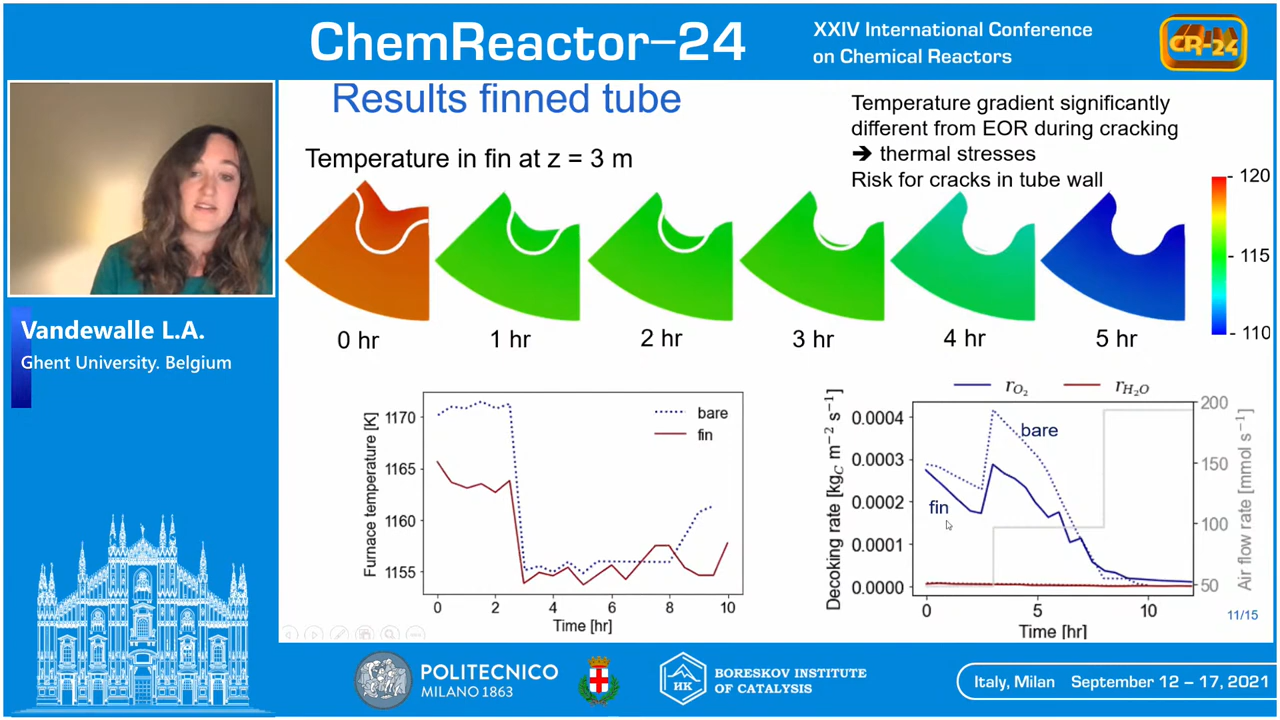 ChemReactor–24
XXIV International Conference
on Chemical Reactors
CR-24
Results finned tube
Temperature gradient significantly
different from EOR during cracking
➔ thermal stresses
Risk for cracks in tube wall
Temperature in fin at z = 3 m
120
115
110
0 hr
1 hr
2 hr
3 hr
4 hr
5 hr
Vandewalle L.A.
Ghent University. Belgium
Furnace temperature [K]
1170
1165
1160
1155
bare
fin
0 2 4 6 8 10
Time [hr]
r_{O₂} r_{H₂O}
Decoking rate [kg_C m⁻² s⁻¹]
0.0004
0.0003
0.0002
0.0001
0.0000
bare
fin
200
150
100
50
Air flow rate [mmol s⁻¹]
0 5 10
Time [hr]
11/15
POLITECNICO
MILANO 1863
НК
BORESKOV INSTITUTE
OF CATALYSIS
Italy, Milan September 12 – 17, 2021